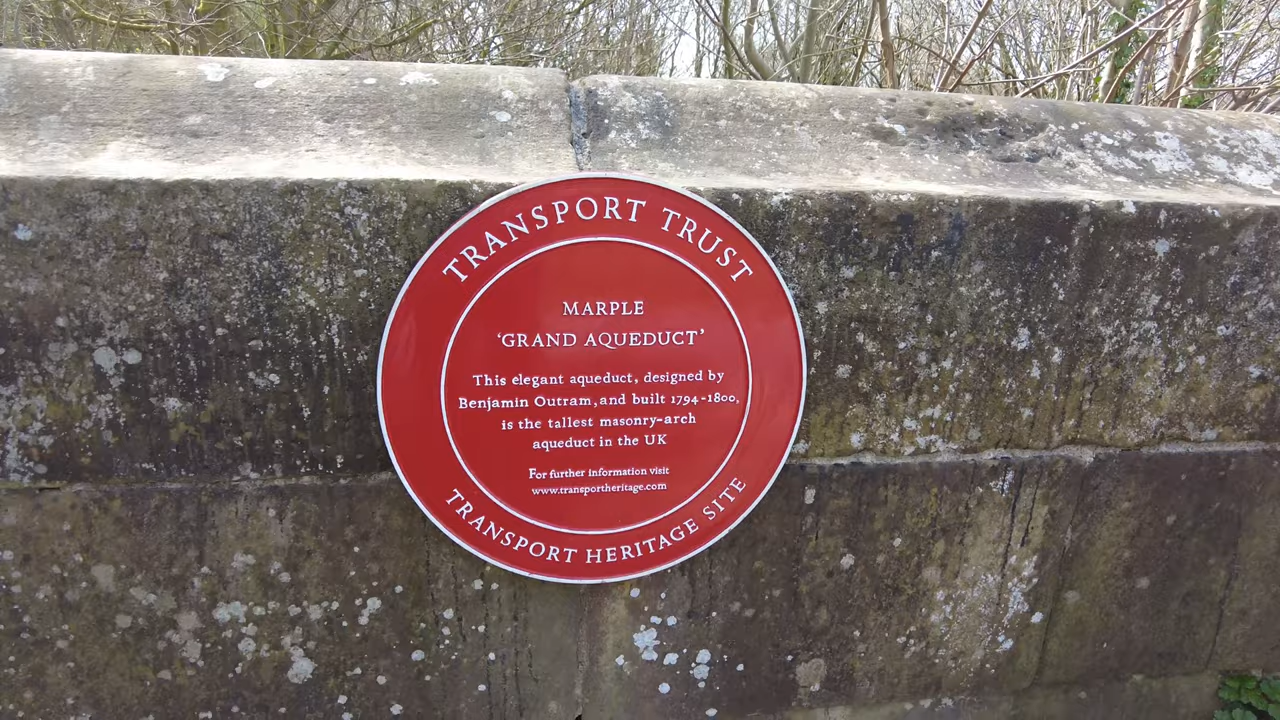 TRANSPORT TRUST
MARPLE
‘GRAND AQUEDUCT’
This elegant aqueduct, designed by
Benjamin Outram, and built 1794-1800,
is the tallest masonry-arch
aqueduct in the UK
For further information visit
www.transportheritage.com
TRANSPORT HERITAGE SITE